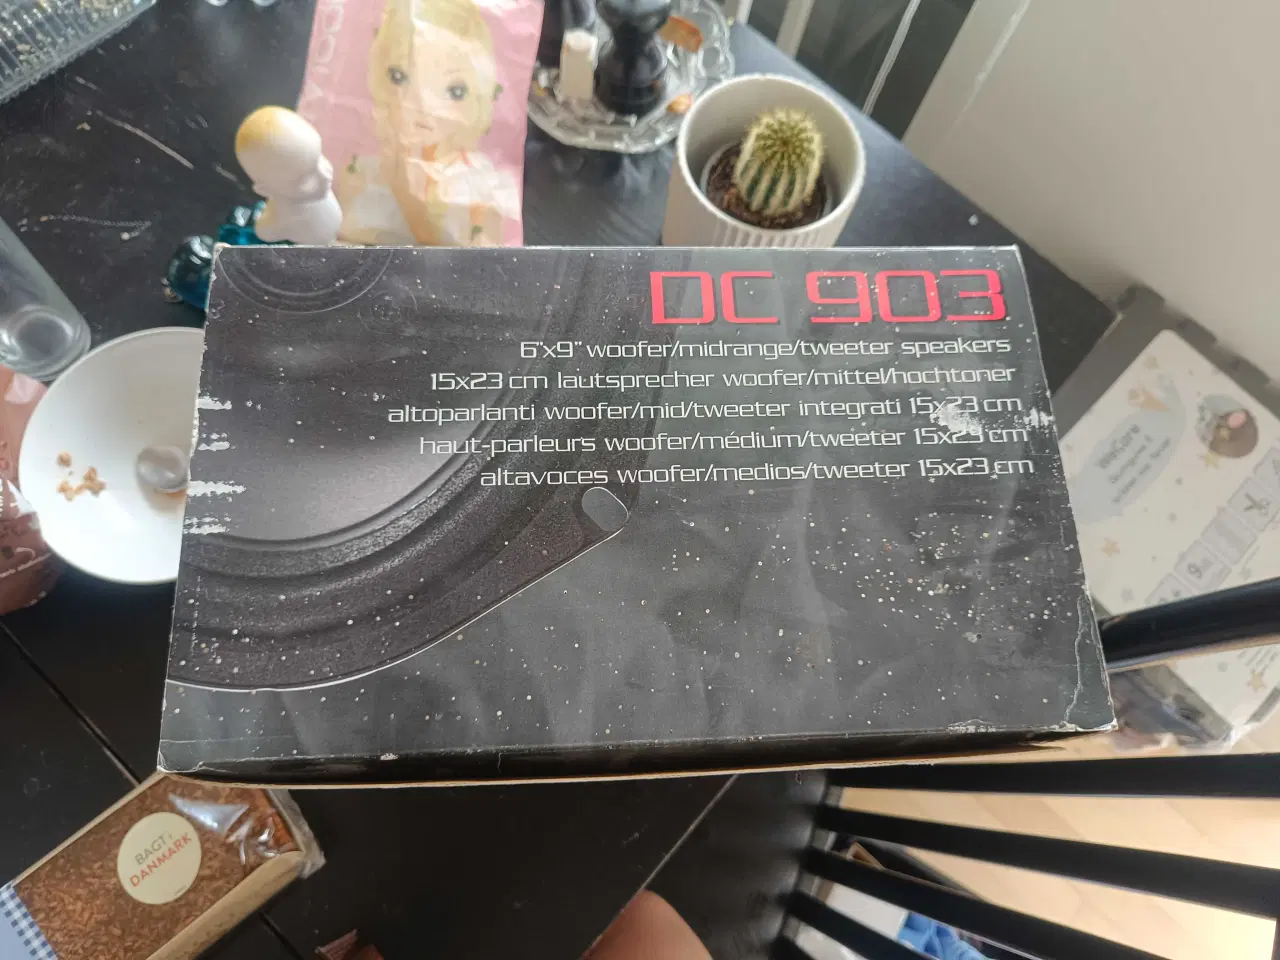 DC 903
6"x9" woofer/midrange/tweeter speakers
15x23 cm lautsprecher woofer/mittel/hochtoner
altoparlanti woofer/mid/tweeter integrati 15x23 cm
haut-parleurs woofer/médium/tweeter 15x23 cm
altavoces woofer/medios/tweeter 15x23 cm
BAGT i
DANMARK